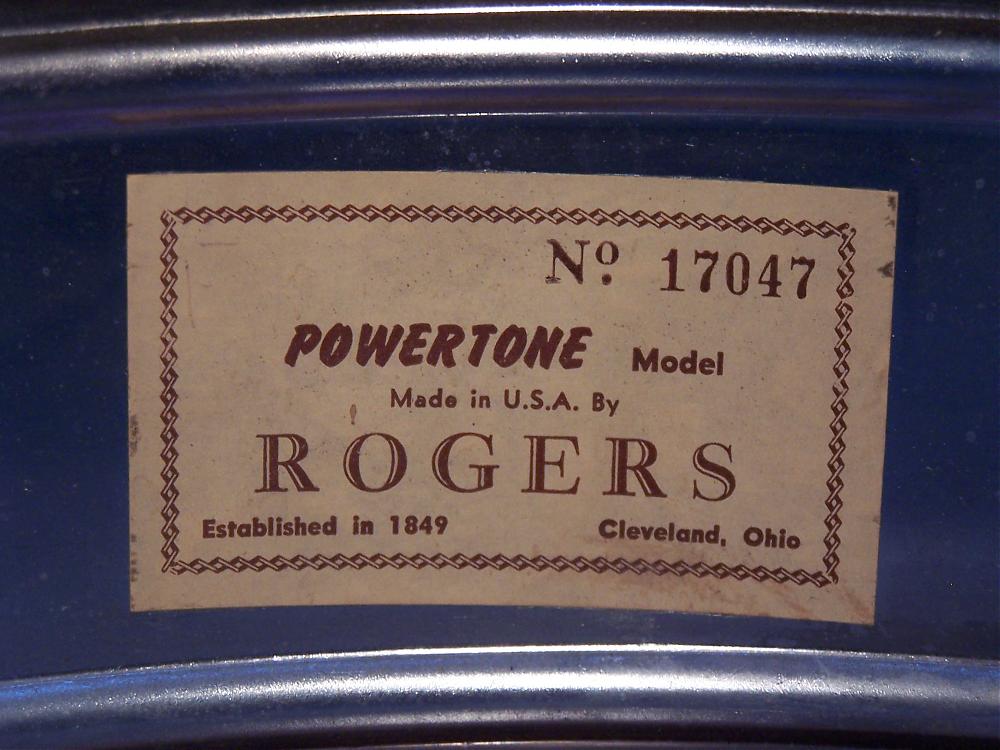 Nº 17047
POWERTONE Model
Made in U.S.A. By
ROGERS
Established in 1849 Cleveland, Ohio